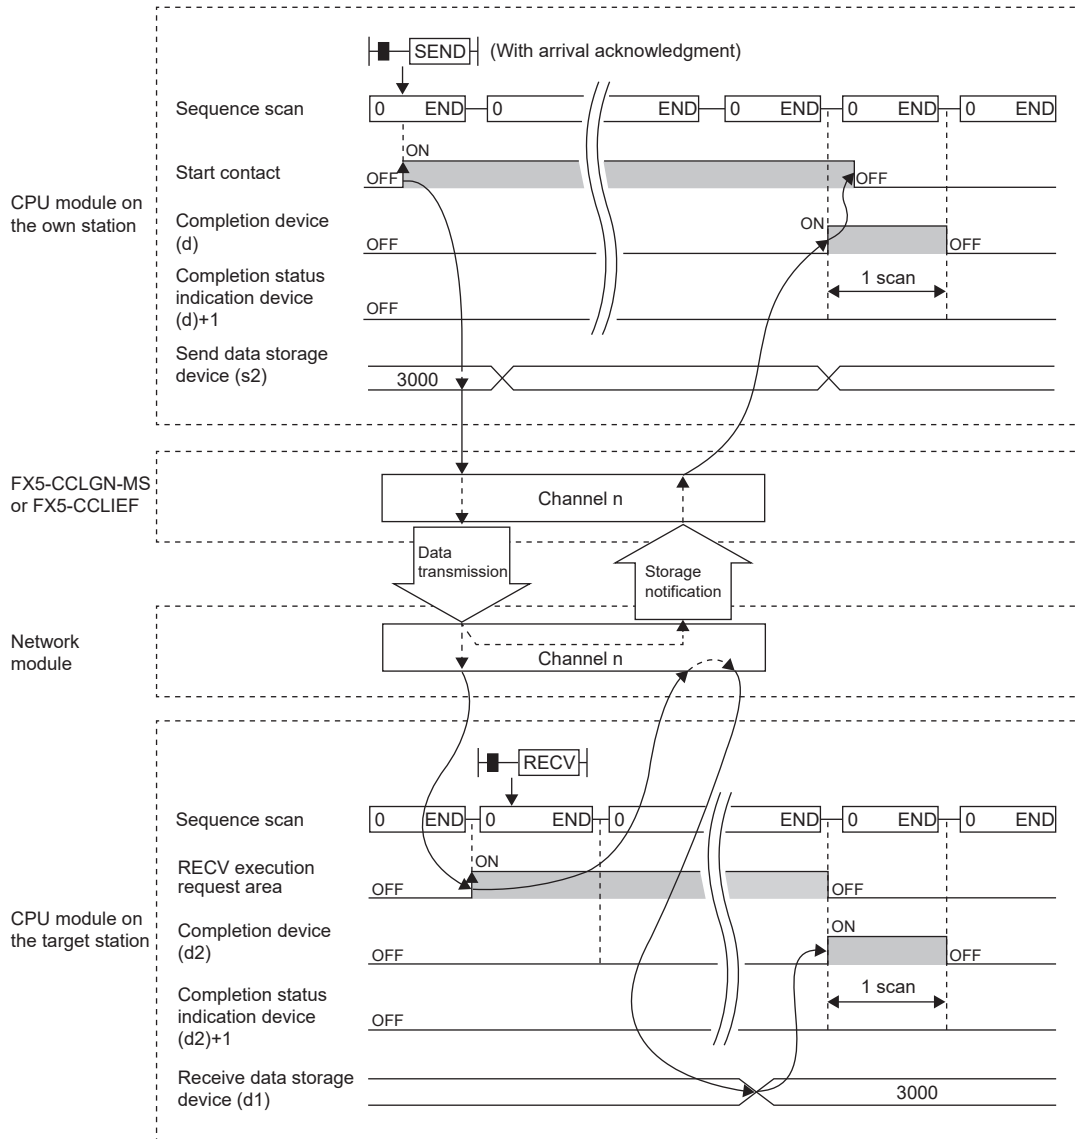 SEND (With arrival acknowledgment)
Sequence scan
0 END 0 END 0 END 0 END 0 END
ON
Start contact
OFF OFF
CPU module on
the own station
Completion device
(d)
ON
OFF OFF
Completion status
indication device
(d)+1
1 scan
OFF
Send data storage
device (s2)
3000
FX5-CCLGN-MS
or FX5-CCLIEF
Channel n
Data
transmission
Storage
notification
Network
module
Channel n
RECV
Sequence scan
0 END 0 END 0 END 0 END 0 END
RECV execution
request area
ON
OFF OFF
CPU module on
the target station
Completion device
(d2)
ON
OFF OFF
Completion status
indication device
(d2)+1
1 scan
OFF
Receive data storage
device (d1)
3000